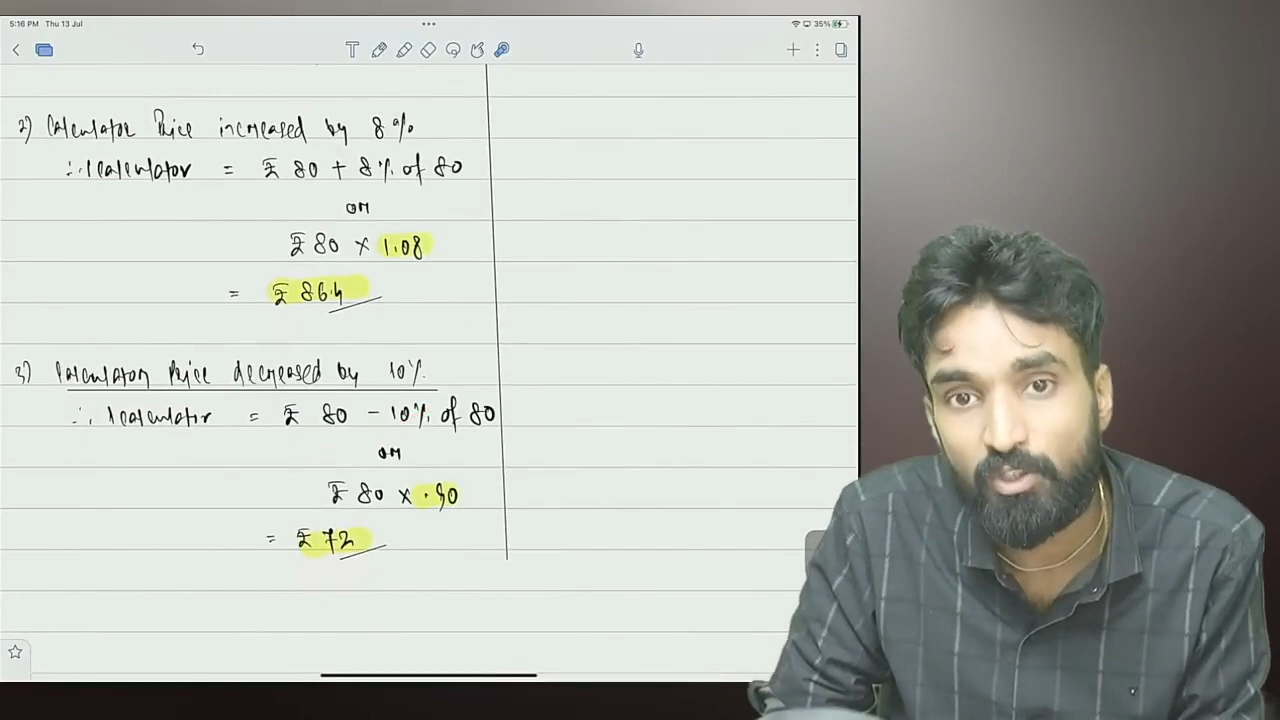 5:16 PM Thu 13 Jul
35%
2) Calculator Price increased by 8%
∴ 1 calculator = ₹ 80 + 8% of 80
or
₹ 80 × 1.08
= ₹ 86.4
3) Calculator Price decreased by 10%.
∴ 1 calculator = ₹ 80 - 10% of 80
or
₹ 80 × .90
= ₹ 72